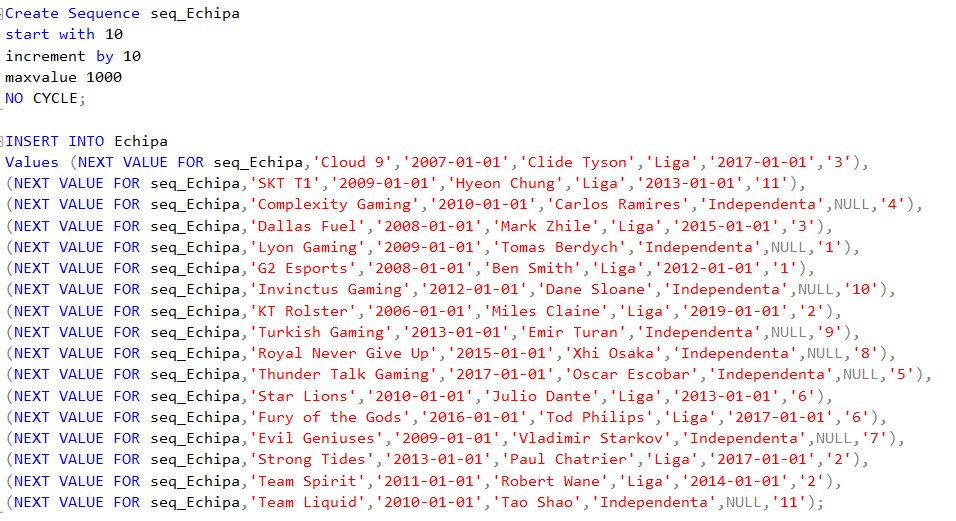 Create Sequence seq_Echipa
start with 10
increment by 10
maxvalue 1000
NO CYCLE;
INSERT INTO Echipa
Values (NEXT VALUE FOR seq_Echipa,'Cloud 9','2007-01-01','Clide Tyson','Liga','2017-01-01','3'),
(NEXT VALUE FOR seq_Echipa,'SKT T1','2009-01-01','Hyeon Chung','Liga','2013-01-01','11'),
(NEXT VALUE FOR seq_Echipa,'Complexity Gaming','2010-01-01','Carlos Ramires','Independenta',NULL,'4'),
(NEXT VALUE FOR seq_Echipa,'Dallas Fuel','2008-01-01','Mark Zhile','Liga','2015-01-01','3'),
(NEXT VALUE FOR seq_Echipa,'Lyon Gaming','2009-01-01','Tomas Berdych','Independenta',NULL,'1'),
(NEXT VALUE FOR seq_Echipa,'G2 Esports','2008-01-01','Ben Smith','Liga','2012-01-01','1'),
(NEXT VALUE FOR seq_Echipa,'Invinctus Gaming','2012-01-01','Dane Sloane','Independenta',NULL,'10'),
(NEXT VALUE FOR seq_Echipa,'KT Rolster','2006-01-01','Miles Claine','Liga','2019-01-01','2'),
(NEXT VALUE FOR seq_Echipa,'Turkish Gaming','2013-01-01','Emir Turan','Independenta',NULL,'9'),
(NEXT VALUE FOR seq_Echipa,'Royal Never Give Up','2015-01-01','Xhi Osaka','Independenta',NULL,'8'),
(NEXT VALUE FOR seq_Echipa,'Thunder Talk Gaming','2017-01-01','Oscar Escobar','Independenta',NULL,'5'),
(NEXT VALUE FOR seq_Echipa,'Star Lions','2010-01-01','Julio Dante','Liga','2013-01-01','6'),
(NEXT VALUE FOR seq_Echipa,'Fury of the Gods','2016-01-01','Tod Philips','Liga','2017-01-01','6'),
(NEXT VALUE FOR seq_Echipa,'Evil Geniuses','2009-01-01','Vladimir Starkov','Independenta',NULL,'7'),
(NEXT VALUE FOR seq_Echipa,'Strong Tides','2013-01-01','Paul Chatrier','Liga','2017-01-01','2'),
(NEXT VALUE FOR seq_Echipa,'Team Spirit','2011-01-01','Robert Wane','Liga','2014-01-01','2'),
(NEXT VALUE FOR seq_Echipa,'Team Liquid','2010-01-01','Tao Shao','Independenta',NULL,'11');